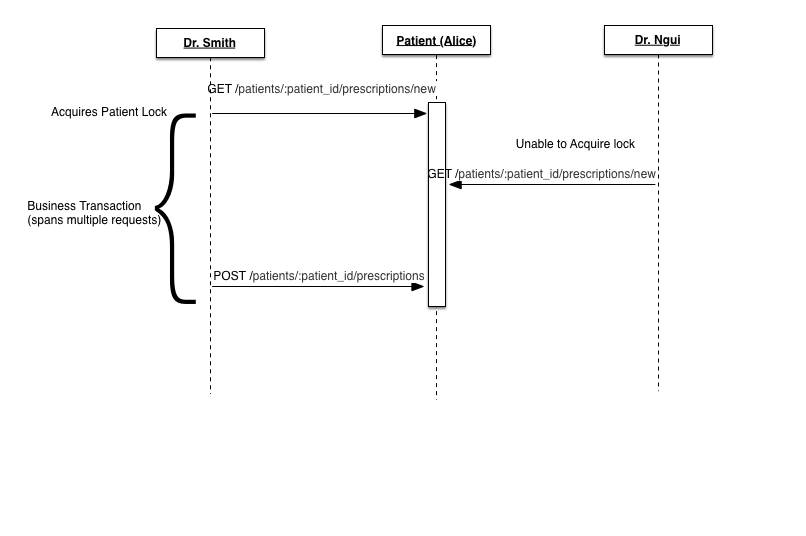 Dr. Smith
Patient (Alice)
Dr. Ngui
GET /patients/:patient_id/prescriptions/new
Acquires Patient Lock
Unable to Acquire lock
GET /patients/:patient_id/prescriptions/new
Business Transaction
(spans multiple requests)
POST /patients/:patient_id/prescriptions